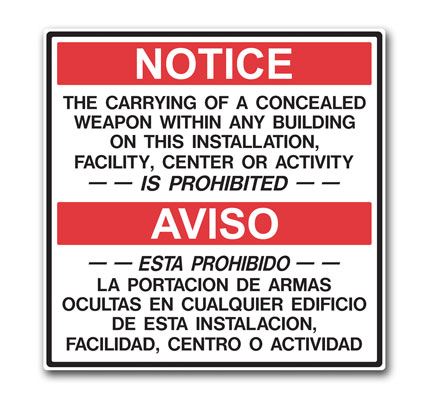 NOTICE
THE CARRYING OF A CONCEALED
WEAPON WITHIN ANY BUILDING
ON THIS INSTALLATION,
FACILITY, CENTER OR ACTIVITY
— — IS PROHIBITED — —
AVISO
— — ESTA PROHIBIDO — —
LA PORTACION DE ARMAS
OCULTAS EN CUALQUIER EDIFICIO
DE ESTA INSTALACION,
FACILIDAD, CENTRO O ACTIVIDAD